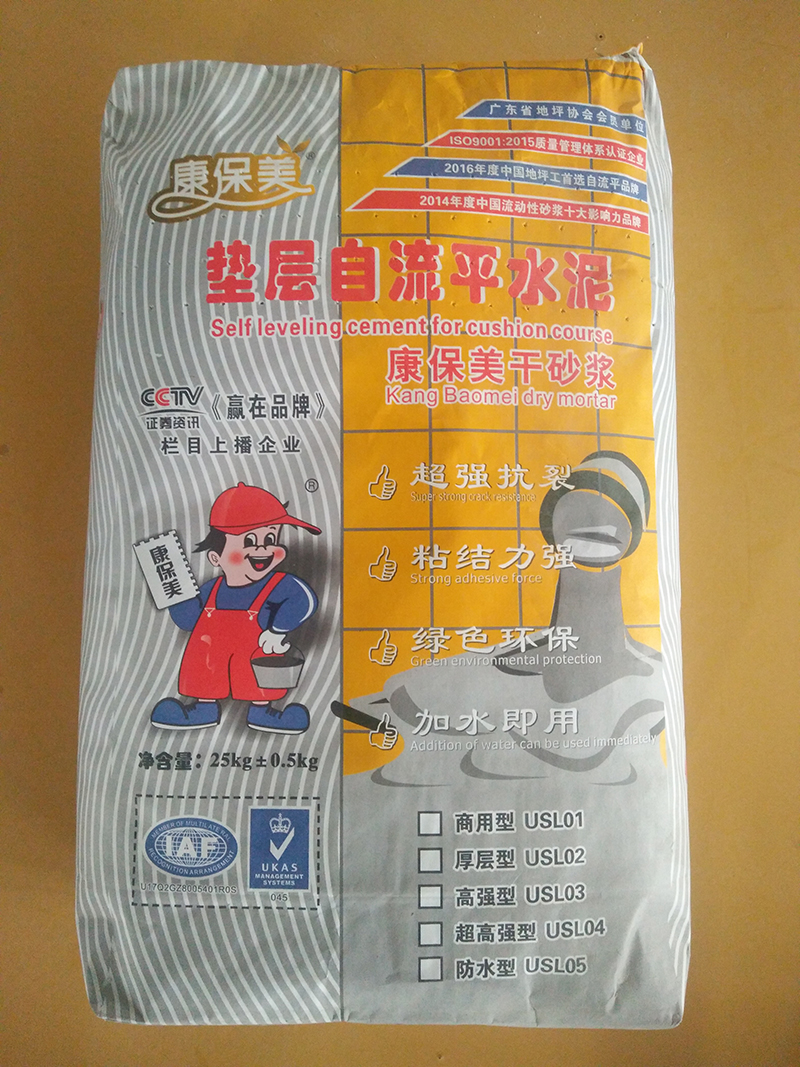 广东省地坪协会会员单位
ISO9001:2015质量管理体系认证企业
2016年度中国地坪工首选自流平品牌
2014年度中国流动性砂浆十大影响力品牌
康保美®
垫层自流平水泥
Self leveling cement for cushion course
康保美干砂浆
Kang Baomei dry mortar
CCTV
证券资讯
《赢在品牌》
栏目上播企业
®
康保美
超强抗裂
Super strong crack resistance
粘结力强
Strong adhesive force
绿色环保
Green environmental protection
加水即用
Addition of water can be used immediately
净含量：25kg±0.5kg
MEMBER OF MULTILATERAL
IAF
RECOGNITION ARRANGEMENT
U17Q2GZ8005401R0S
UKAS
MANAGEMENT
SYSTEMS
045
商用型 USL01
厚层型 USL02
高强型 USL03
超高强型 USL04
防水型 USL05